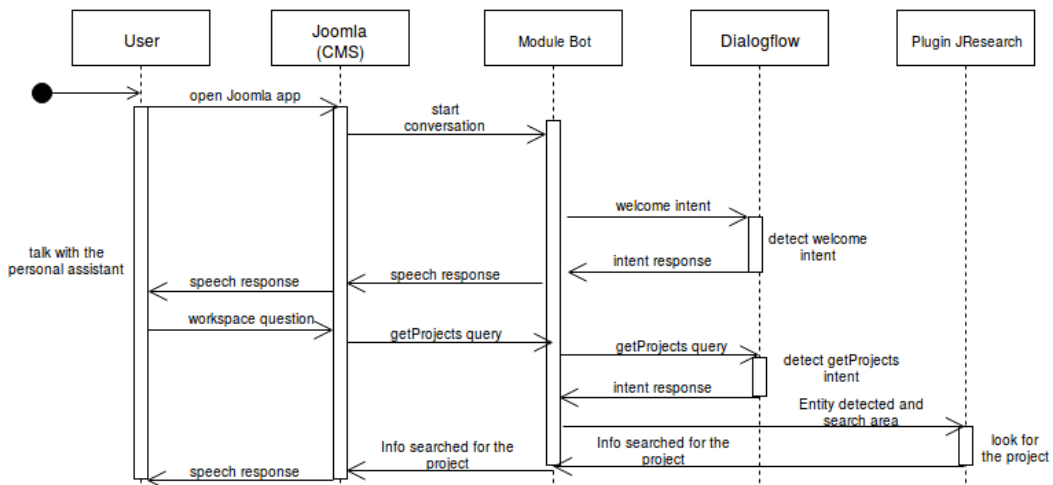 User
Joomla
(CMS)
Module Bot
Dialogflow
Plugin JResearch
open Joomla app
start
conversation
welcome intent
detect welcome
intent
talk with the
personal assistant
intent response
speech response
speech response
workspace question
getProjects query
getProjects query
detect getProjects
intent
intent response
Entity detected and
search area
Info searched for the
project
Info searched for the
project
look for
the project
speech response